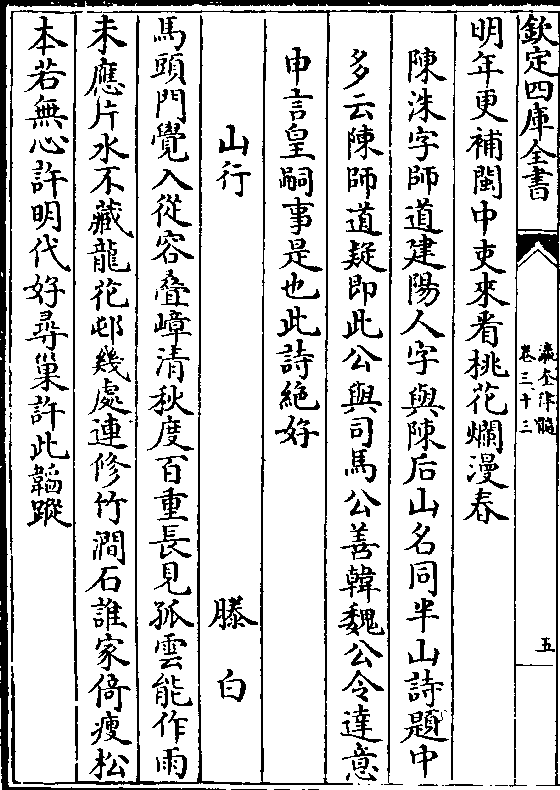 欽定四庫全書
瀛奎律髓
卷三十三
五
明年更補閩中吏來看桃花爛漫春
陳洙字師道建陽人字與陳后山名同半山詩題中
多云陳師道疑即此公與司馬公善韓魏公令達意
申言皇嗣事是也此詩絶好
山行
滕白
馬頭門覺入從容叠嶂清秋度百重長見孤雲能作雨
未應片水不藏龍花邨幾處連修竹澗石誰家倚瘦松
本若無心許明代好尋巢許此韜蹤